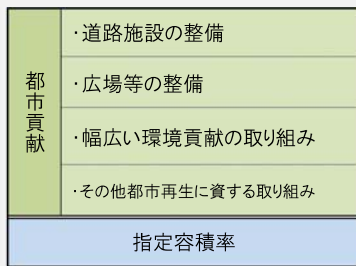 都市貢献
・道路施設の整備
・広場等の整備
・幅広い環境貢献の取り組み
・その他都市再生に資する取り組み
指定容積率